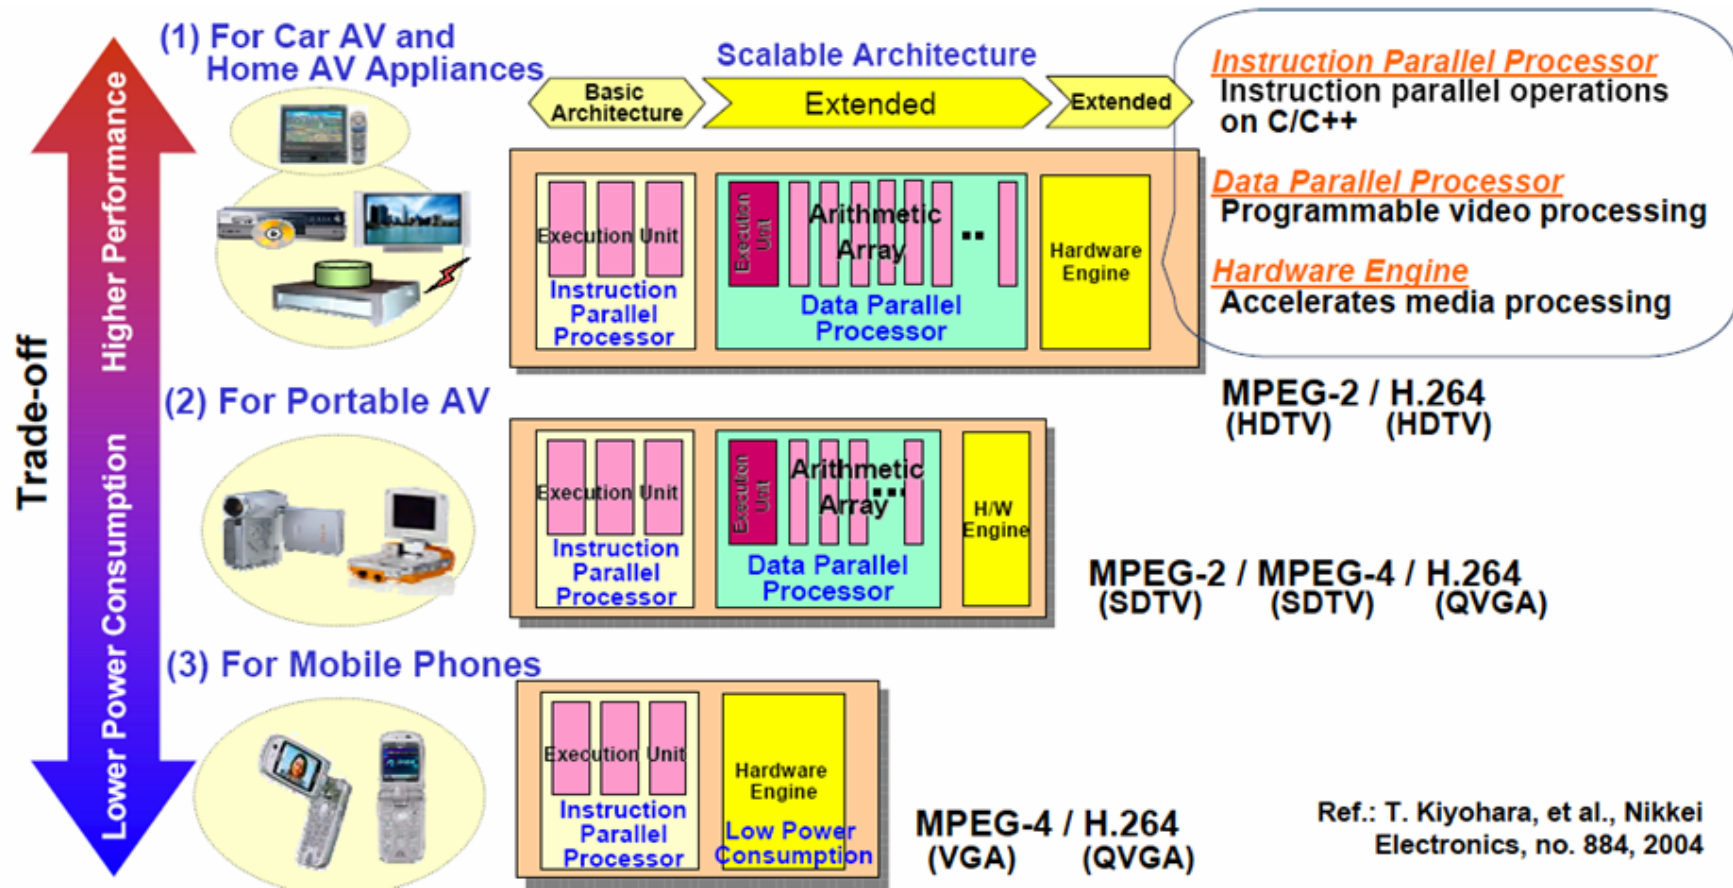 (1) For Car AV and
Home AV Appliances
Scalable Architecture
Basic
Architecture
Extended
Extended
Instruction Parallel Processor
Instruction parallel operations
on C/C++
Data Parallel Processor
Programmable video processing
Hardware Engine
Accelerates media processing
Trade-off
Higher Performance
Lower Power Consumption
Execution Unit
Instruction
Parallel
Processor
Execution
Unit
Arithmetic
Array
Data Parallel
Processor
Hardware
Engine
MPEG-2 / H.264
(HDTV) (HDTV)
(2) For Portable AV
Execution Unit
Instruction
Parallel
Processor
Execution
Unit
Arithmetic
Array
Data Parallel
Processor
H/W
Engine
MPEG-2 / MPEG-4 / H.264
(SDTV) (SDTV) (QVGA)
(3) For Mobile Phones
Execution Unit
Instruction
Parallel
Processor
Hardware
Engine
Low Power
Consumption
MPEG-4 / H.264
(VGA) (QVGA)
Ref.: T. Kiyohara, et al., Nikkei
Electronics, no. 884, 2004